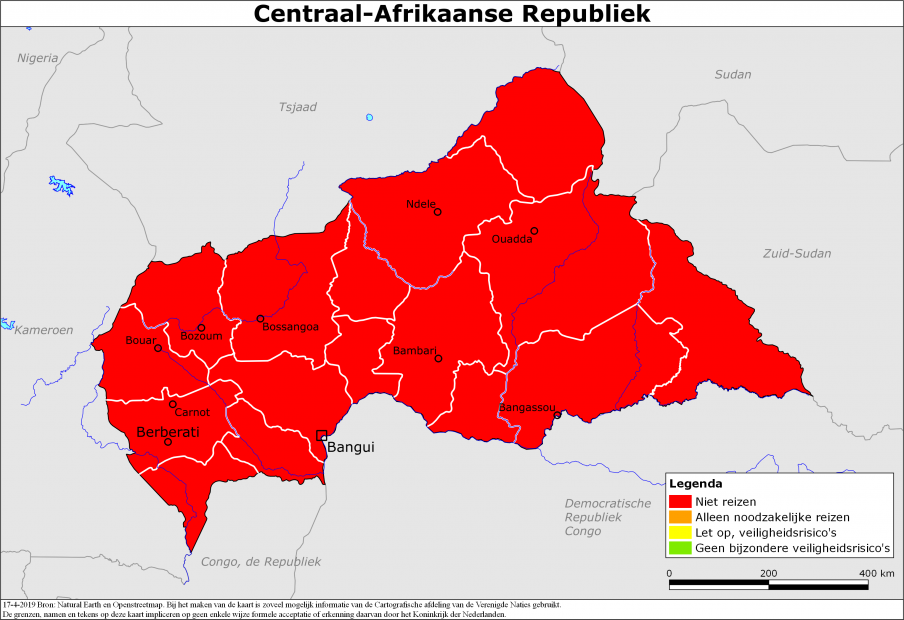 Centraal-Afrikaanse Republiek
Nigeria
Sudan
Tsjaad
Ndele
Ouadda
Zuid-Sudan
Kameroen
Bossangoa
Bozoum
Bouar
Bambari
Carnot
Bangassou
Berberati
Bangui
Democratische
Republiek
Congo
Congo, de Republiek
Legenda
Niet reizen
Alleen noodzakelijke reizen
Let op, veiligheidsrisico's
Geen bijzondere veiligheidsrisico's
0 200 400 km
17-4-2019 Bron: Natural Earth en Openstreetmap. Bij het maken van de kaart is zoveel mogelijk informatie van de Cartografische afdeling van de Verenigde Naties gebruikt.
De grenzen, namen en tekens op deze kaart impliceren op geen enkele wijze formele acceptatie of erkenning daarvan door het Koninkrijk der Nederlanden.